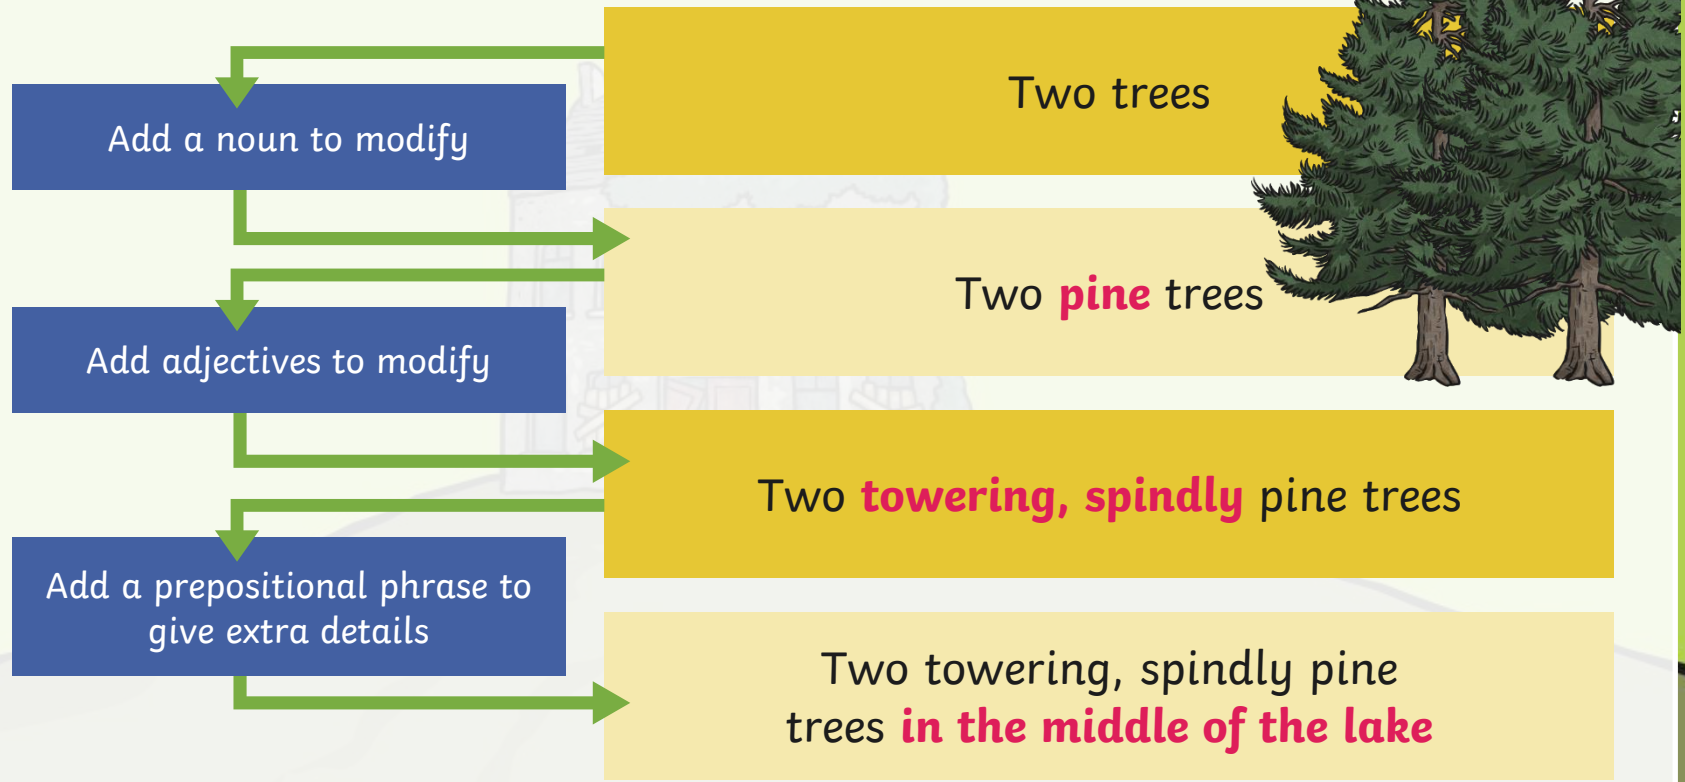 Two trees
Add a noun to modify
Two pine trees
Add adjectives to modify
Two towering, spindly pine trees
Add a prepositional phrase to
give extra details
Two towering, spindly pine
trees in the middle of the lake